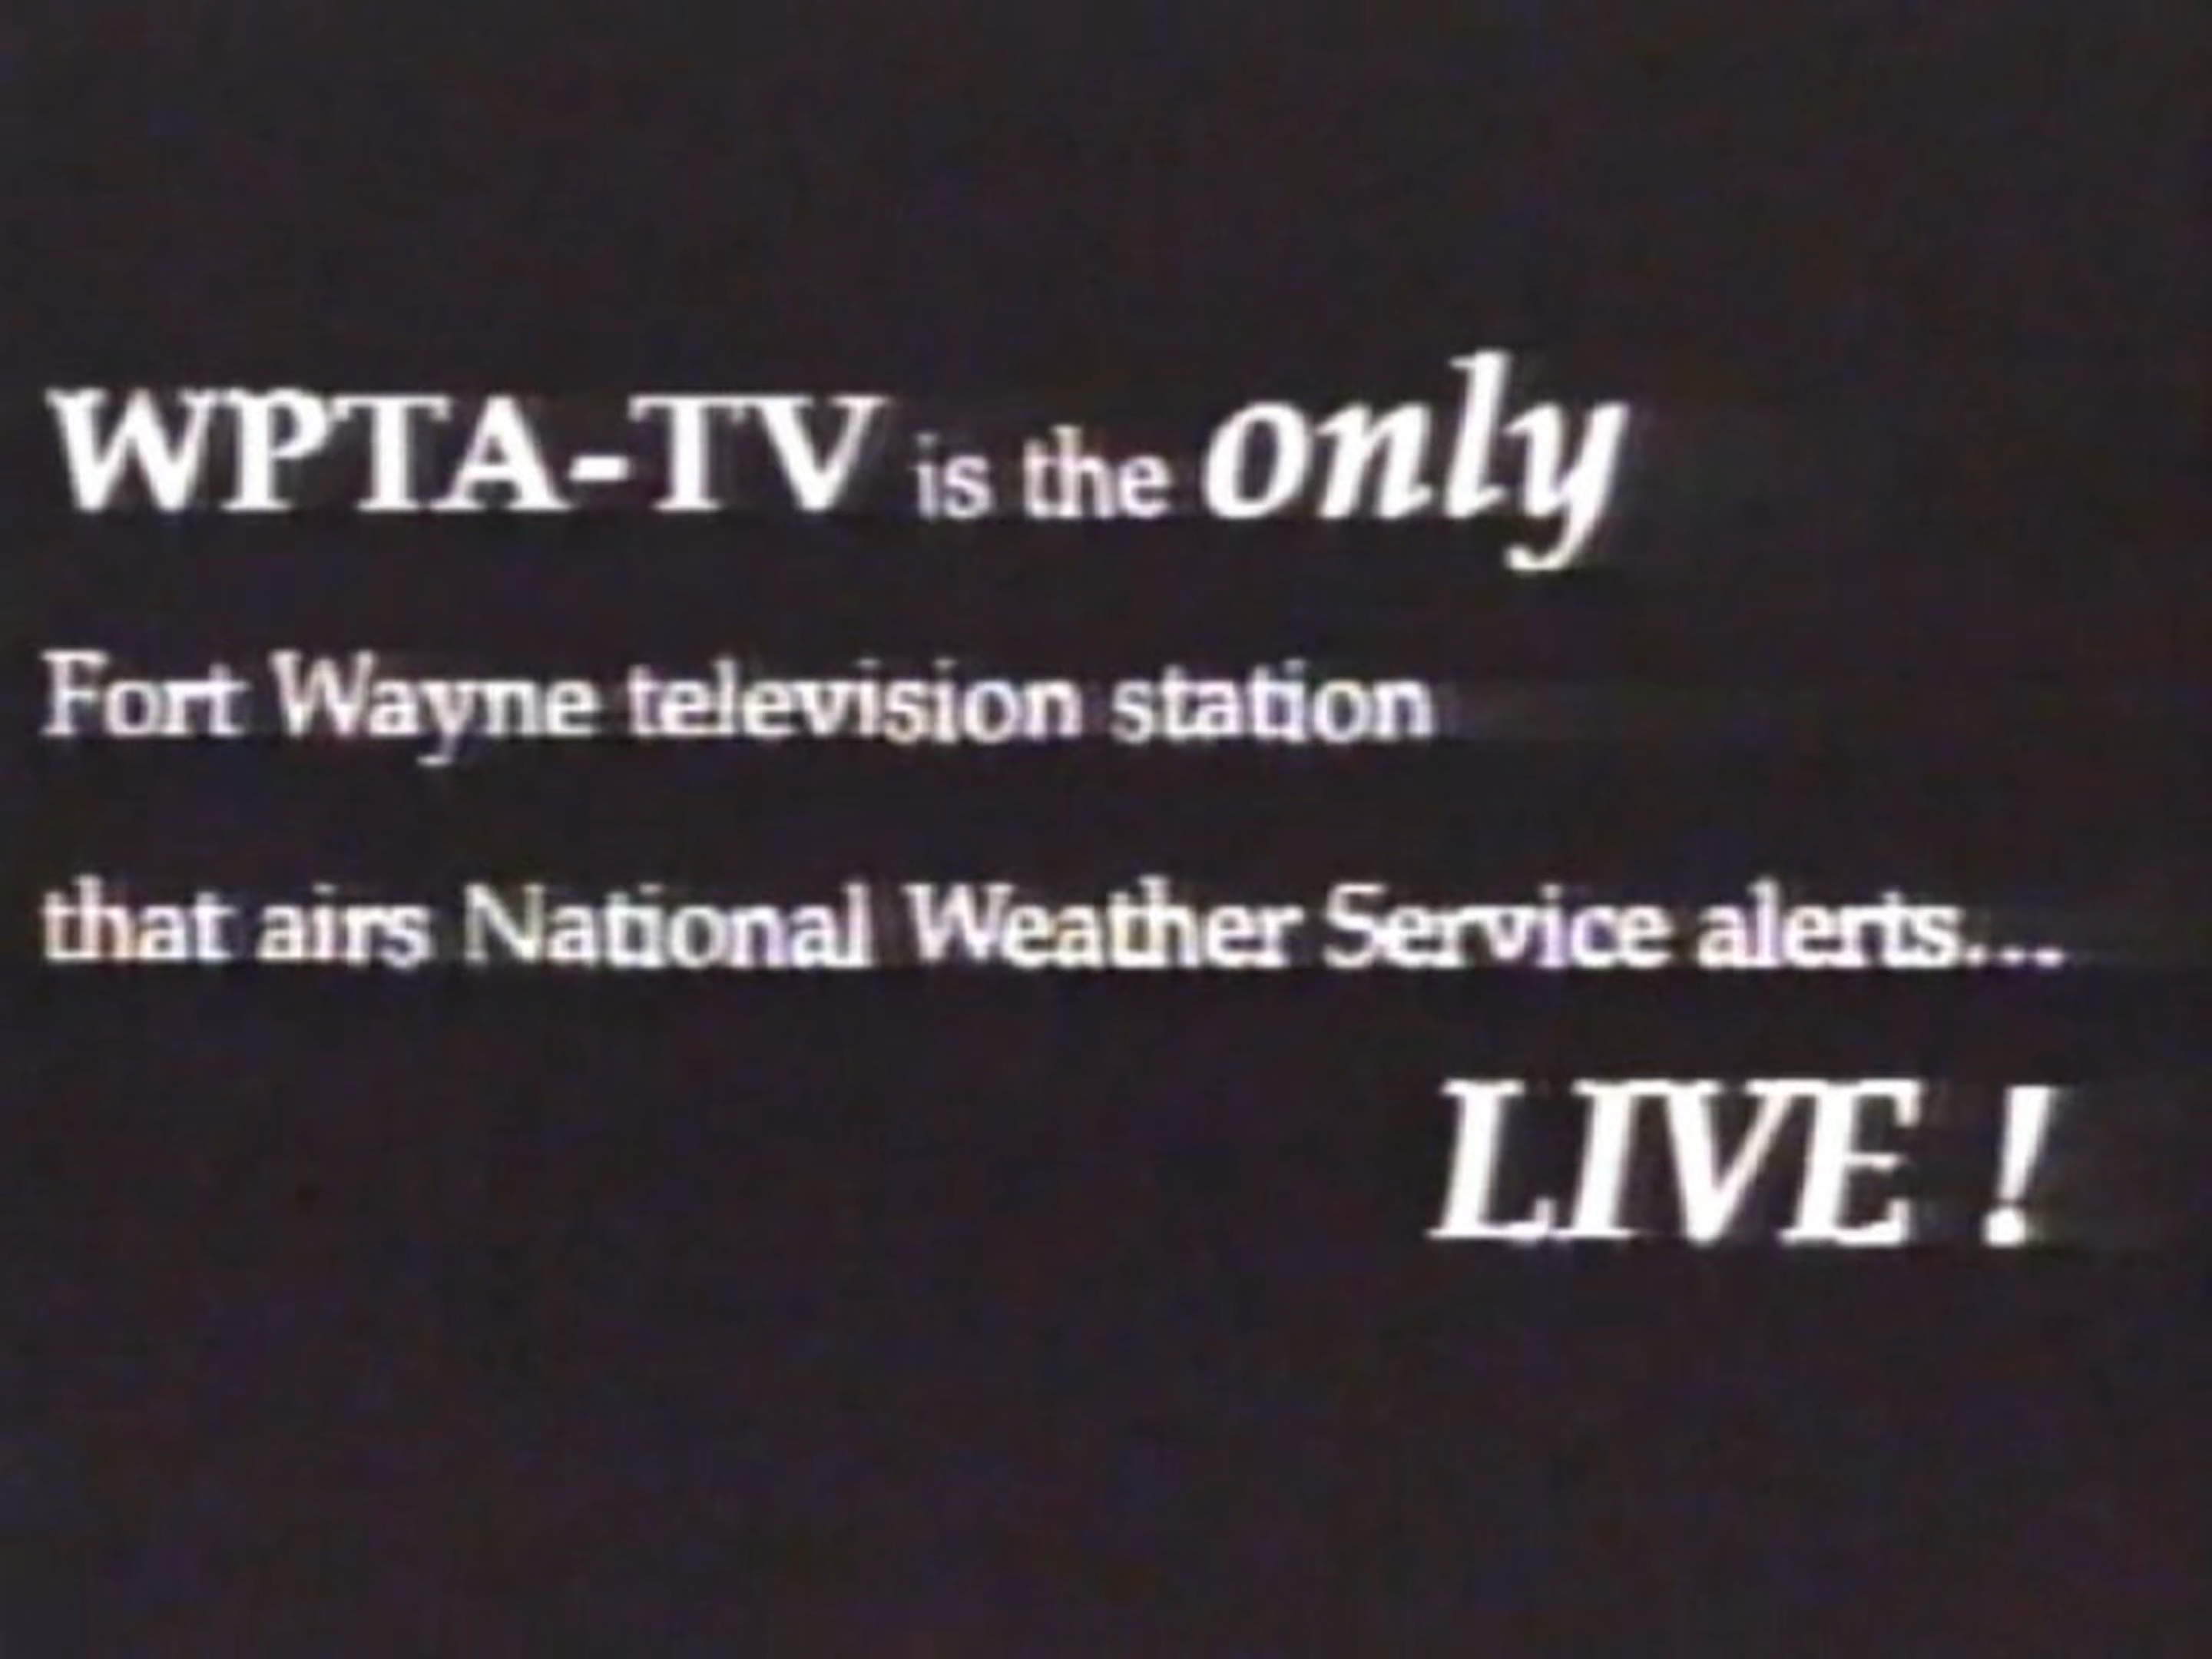 WPTA-TV is the only
Fort Wayne television station
that airs National Weather Service alerts...
LIVE !